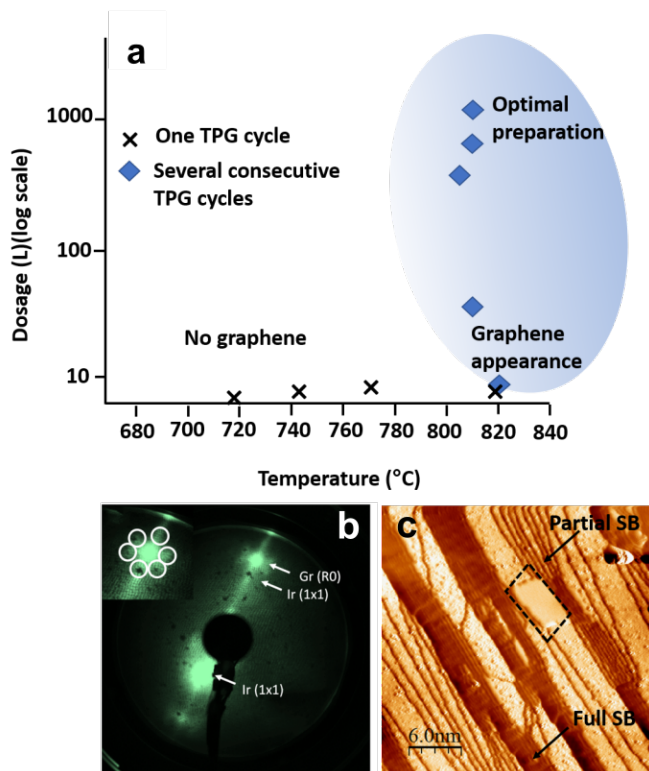 a
1000
Optimal
preparation
One TPG cycle
Several consecutive
TPG cycles
Dosage (L)(log scale)
100
No graphene
Graphene
appearance
10
680 700 720 740 760 780 800 820 840
Temperature (°C)
b
Gr (R0)
Ir (1x1)
Ir (1x1)
c
Partial SB
Full SB
6.0nm